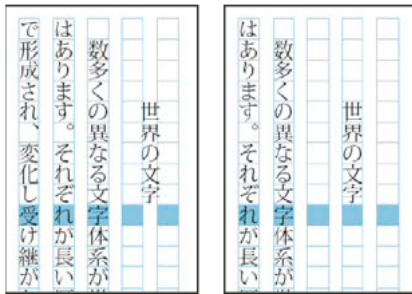 世界の文字
数多くの異なる文字体系が
はあります。それぞれが長い
で形成され、変化し受け継が
世界の文字
数多くの異なる文字体系が
はあります。それぞれが長い